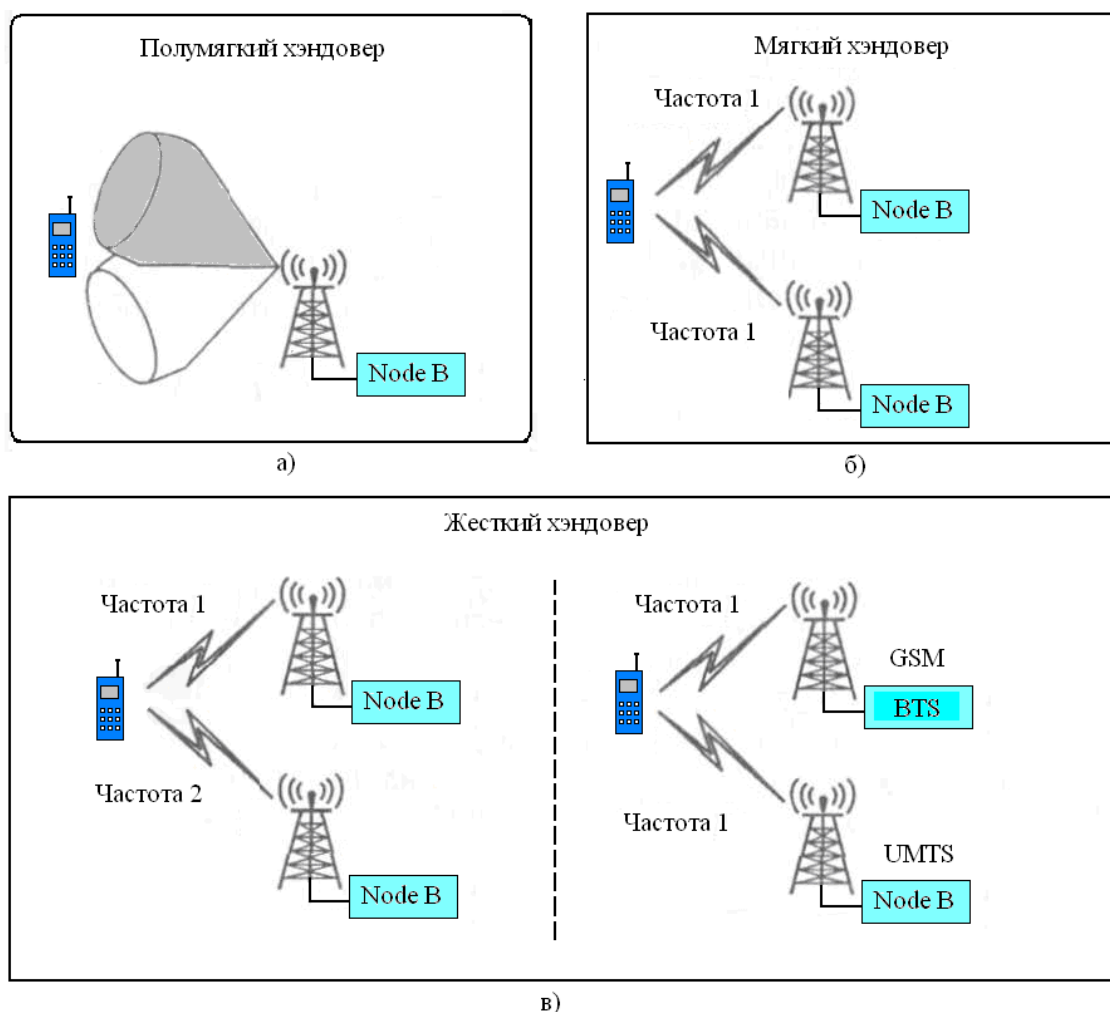 Полумягкий хэндовер
Node B
а)
Мягкий хэндовер
Частота 1
Node B
Частота 1
Node B
б)
Жесткий хэндовер
Частота 1
Node B
Частота 2
Node B
Частота 1
GSM
BTS
Частота 1
UMTS
Node B
в)